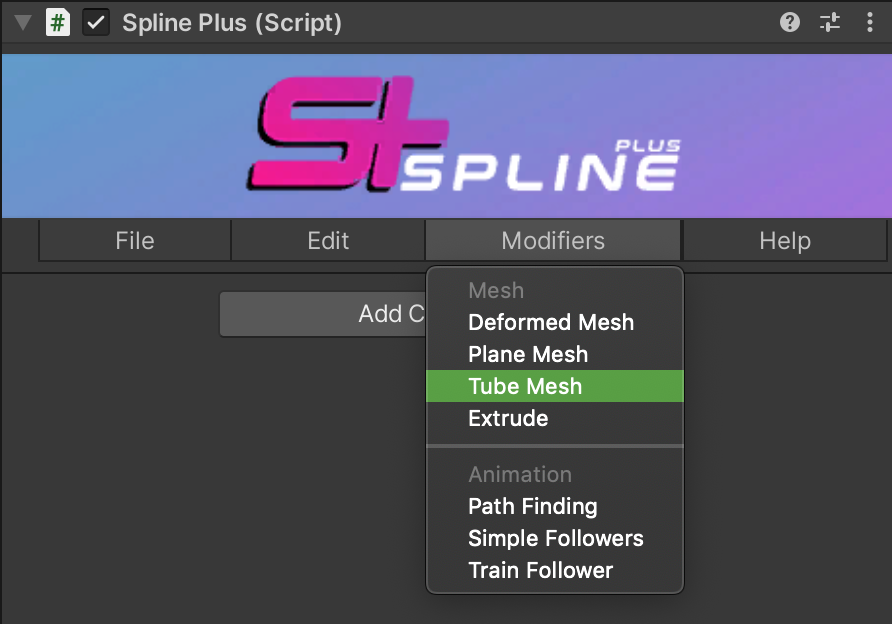 # Spline Plus (Script)
S+ SPLINE PLUS
File Edit Modifiers Help
Add C
Mesh
Deformed Mesh
Plane Mesh
Tube Mesh
Extrude
Animation
Path Finding
Simple Followers
Train Follower